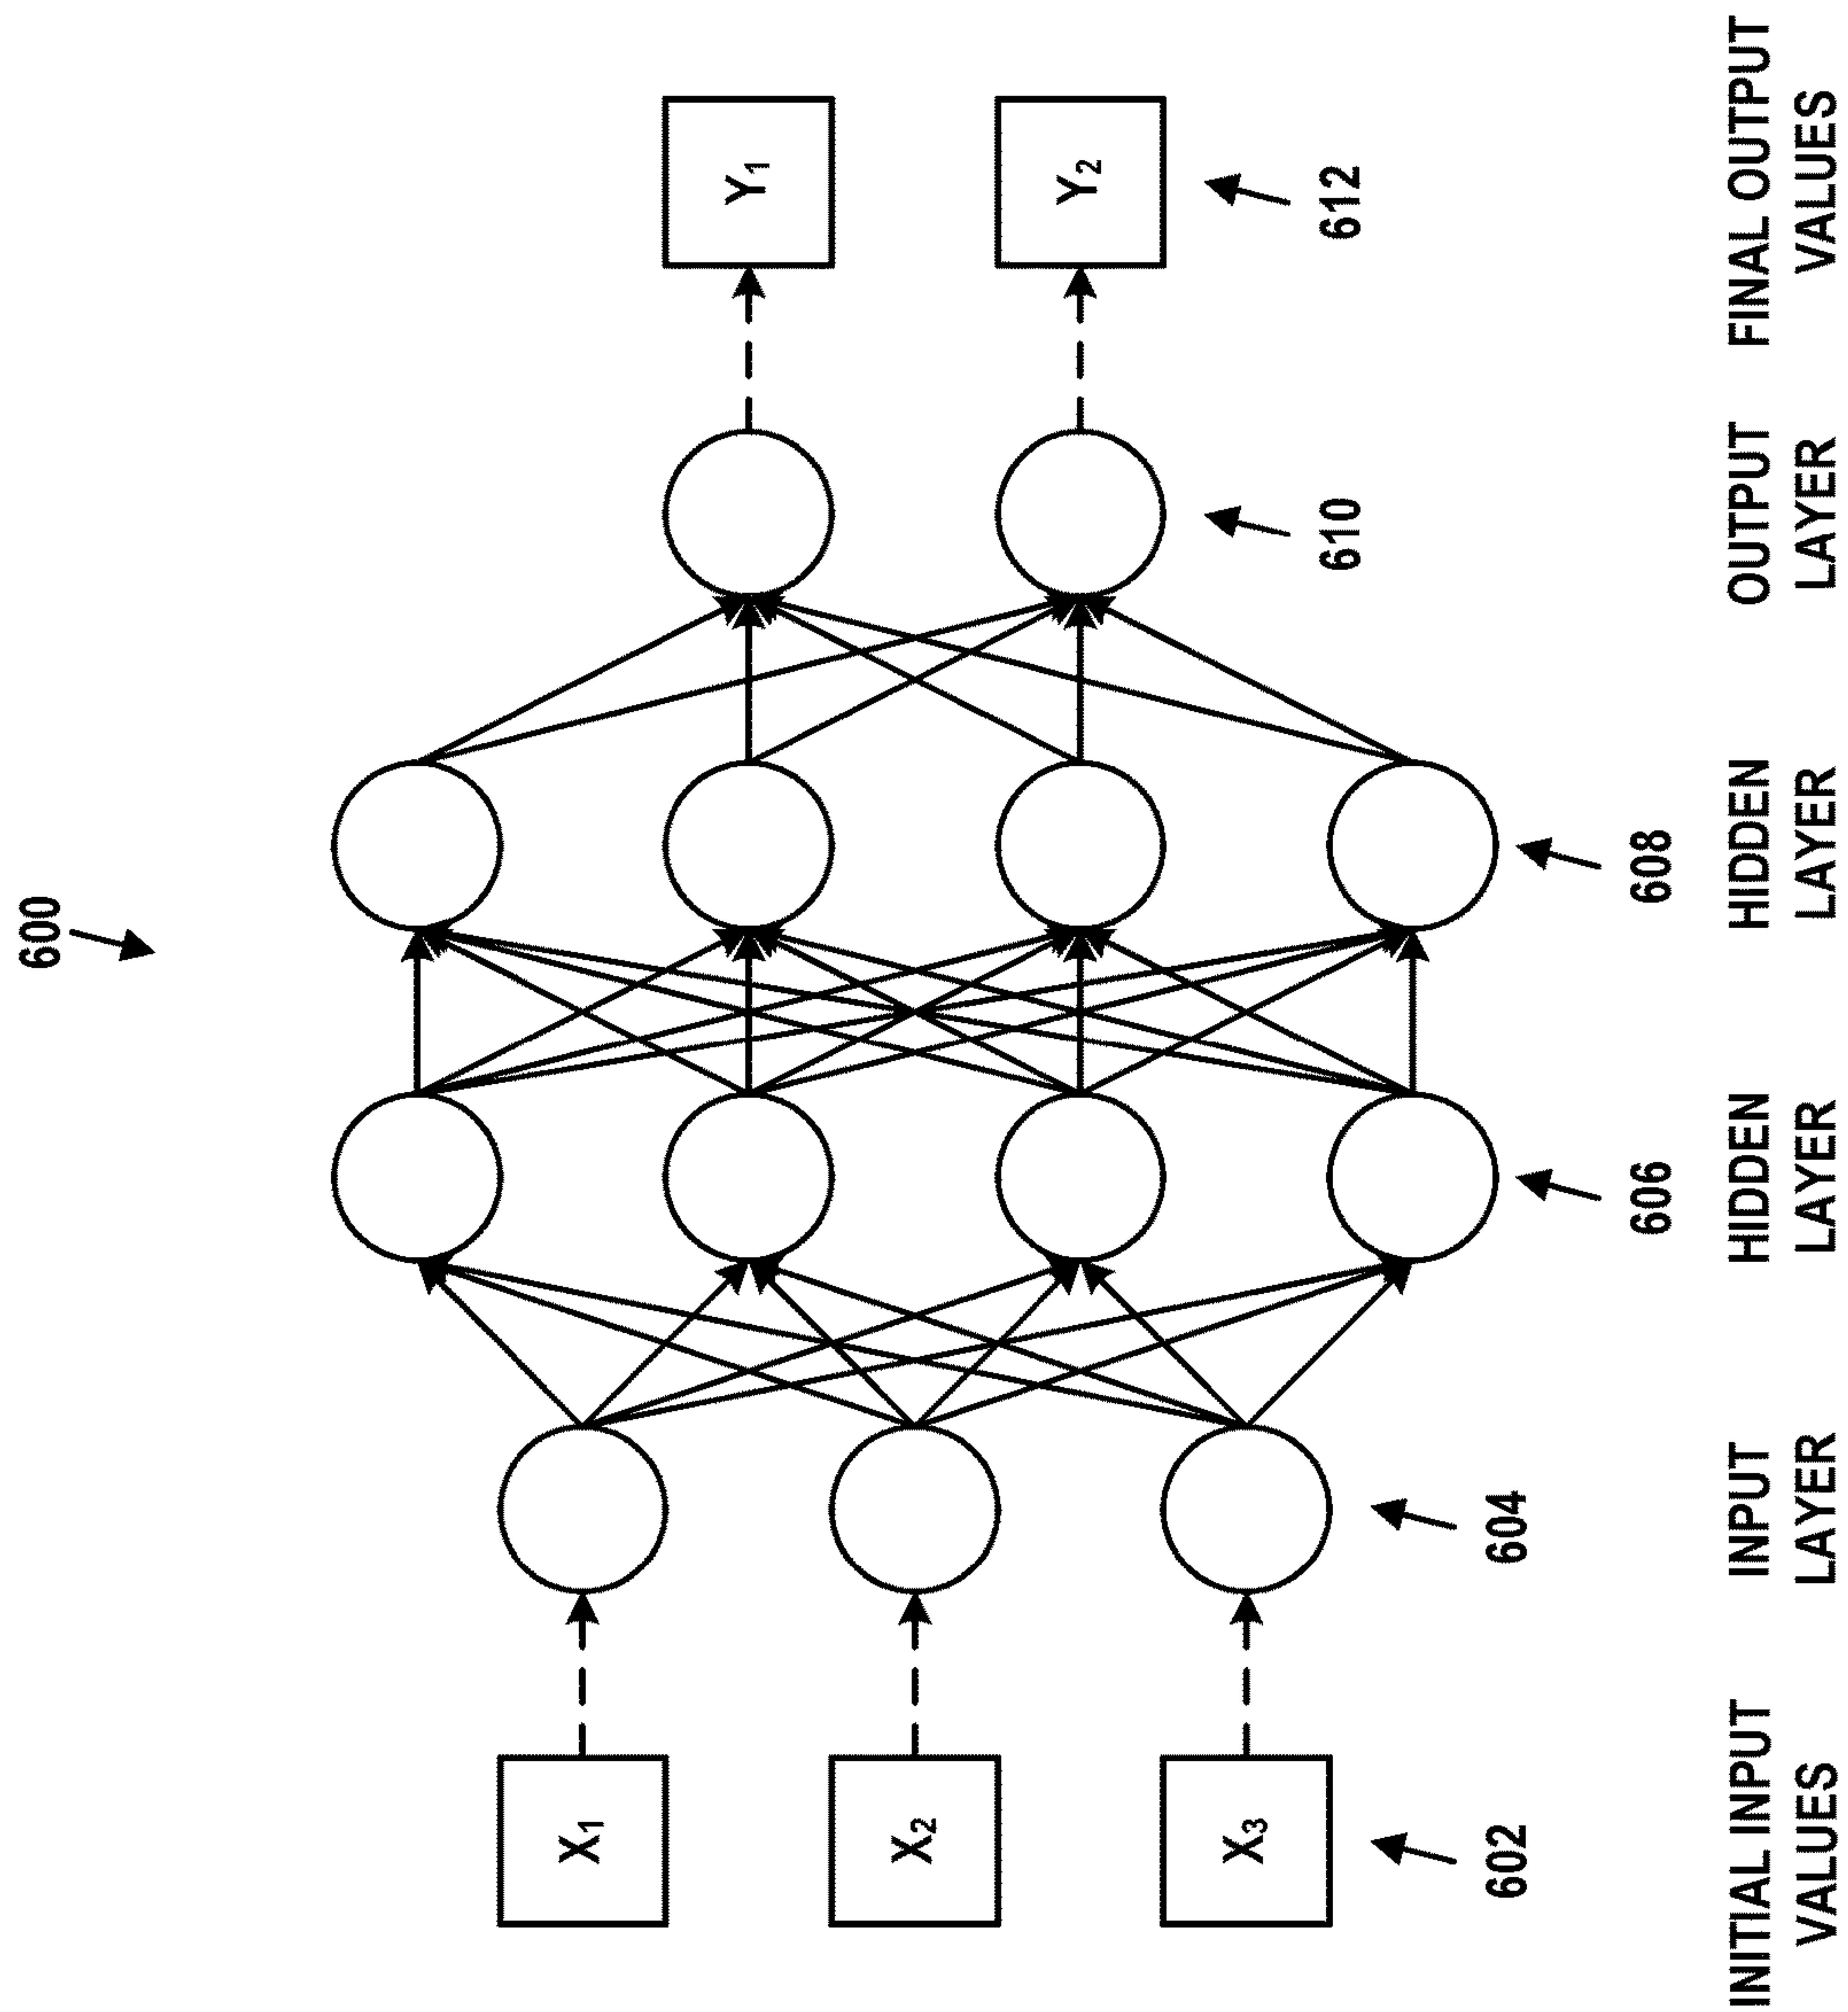 600
X1
X2
X3
Y1
Y2
602
604
606
608
610
612
INITIAL INPUT
VALUES
INPUT
LAYER
HIDDEN
LAYER
HIDDEN
LAYER
OUTPUT
LAYER
FINAL OUTPUT
VALUES